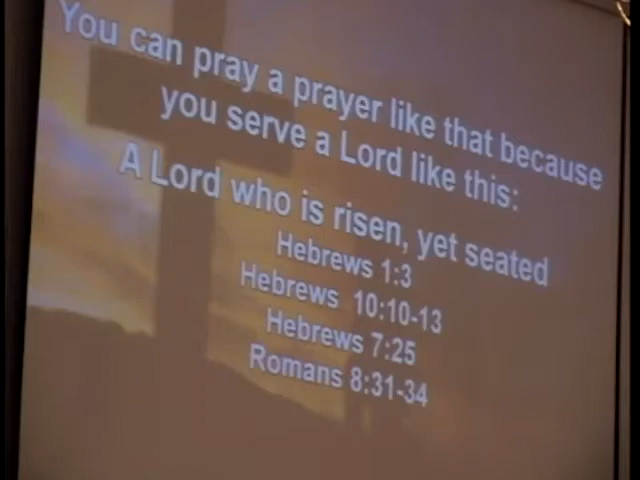 You can pray a prayer like that because
you serve a Lord like this:
A Lord who is risen, yet seated
Hebrews 1:3
Hebrews 10:10-13
Hebrews 7:25
Romans 8:31-34